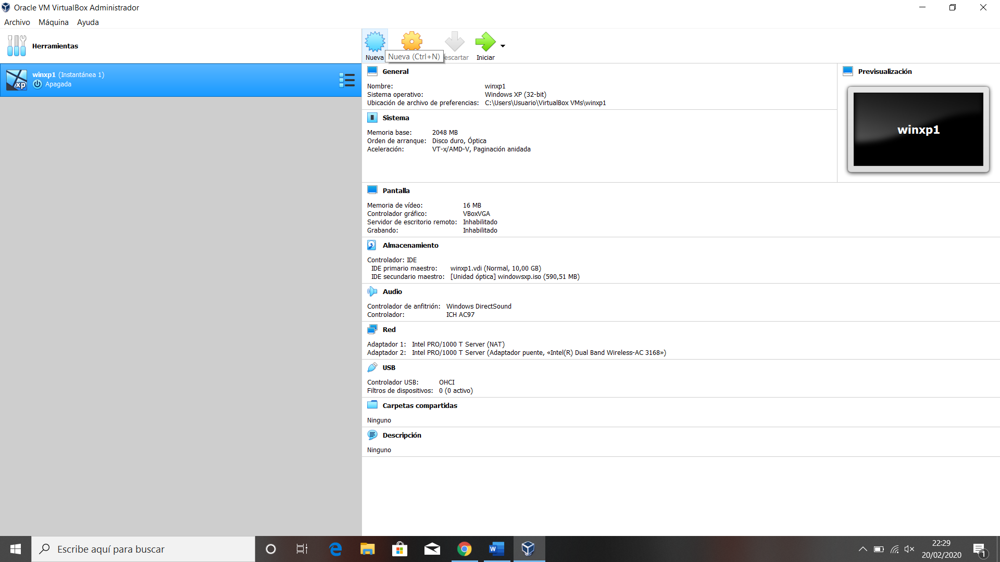 Oracle VM VirtualBox Administrador
Archivo Máquina Ayuda
Herramientas
Nueva
Nueva (Ctrl+N)
escartar
Iniciar
winxp1 (Instantánea 1)
Apagada
xp
General
Nombre: winxp1
Sistema operativo: Windows XP (32-bit)
Ubicación de archivo de preferencias: C:\Users\Usuario\VirtualBox VMs\winxp1
Previsualización
winxp1
Sistema
Memoria base: 2048 MB
Orden de arranque: Disco duro, Óptica
Aceleración: VT-x/AMD-V, Paginación anidada
Pantalla
Memoria de vídeo: 16 MB
Controlador gráfico: VBoxVGA
Servidor de escritorio remoto: Inhabilitado
Grabando: Inhabilitado
Almacenamiento
Controlador: IDE
IDE primario maestro: winxp1.vdi (Normal, 10,00 GB)
IDE secundario maestro: [Unidad óptica] windowsxp.iso (590,51 MB)
Audio
Controlador de anfitrión: Windows DirectSound
Controlador: ICH AC97
Red
Adaptador 1: Intel PRO/1000 T Server (NAT)
Adaptador 2: Intel PRO/1000 T Server (Adaptador puente, «Intel(R) Dual Band Wireless-AC 3168»)
USB
Controlador USB: OHCI
Filtros de dispositivos: 0 (0 activo)
Carpetas compartidas
Ninguno
Descripción
Ninguno
Escribe aquí para buscar
W
22:29
20/02/2020
1